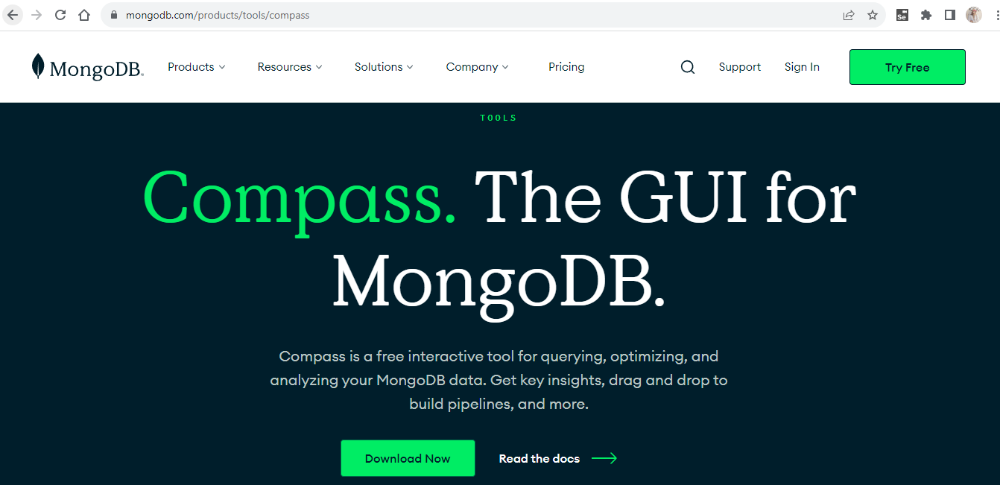 mongodb.com/products/tools/compass
Se
MongoDB.
Products
Resources
Solutions
Company
Pricing
Support
Sign In
Try Free
TOOLS
Compass. The GUI for
MongoDB.
Compass is a free interactive tool for querying, optimizing, and
analyzing your MongoDB data. Get key insights, drag and drop to
build pipelines, and more.
Download Now
Read the docs